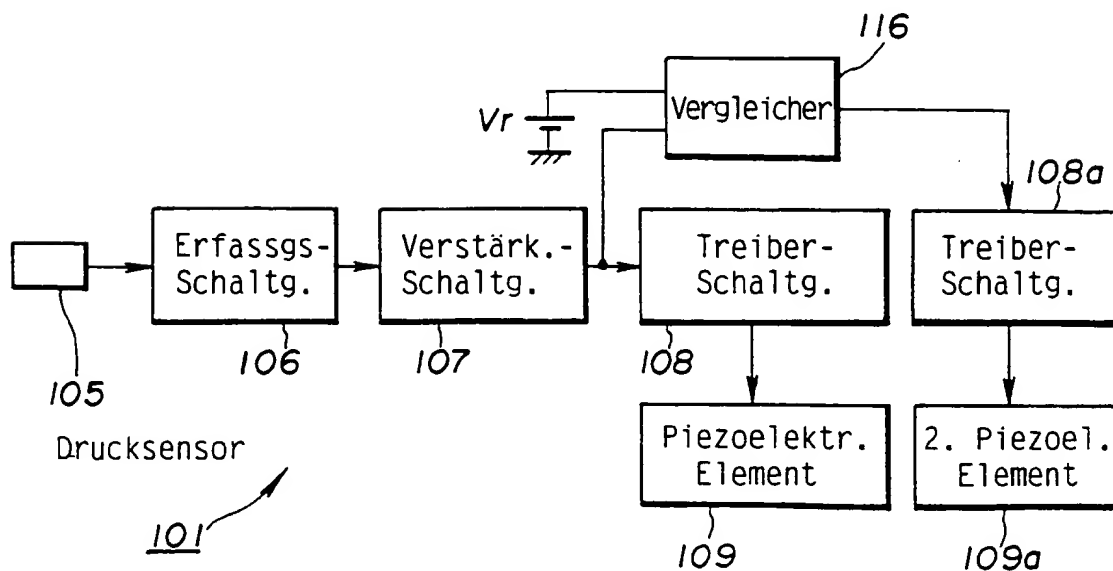 116
Vergleicher
Vr
108a
Erfassgs-
Schaltg.
Verstärk.-
Schaltg.
Treiber-
Schaltg.
Treiber-
Schaltg.
105
106
107
108
Drucksensor
Piezoelektr.
Element
2. Piezoel.
Element
101
109
109a